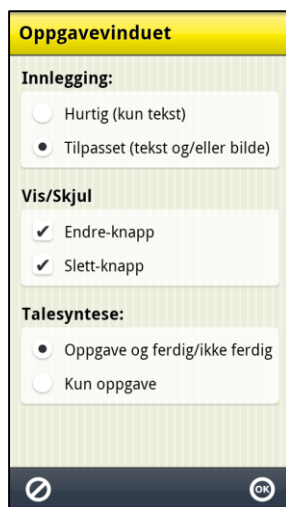 Oppgavevinduet
Innlegging:
Hurtig (kun tekst)
Tilpasset (tekst og/eller bilde)
Vis/Skjul
Endre-knapp
Slett-knapp
Talesyntese:
Oppgave og ferdig/ikke ferdig
Kun oppgave
OK